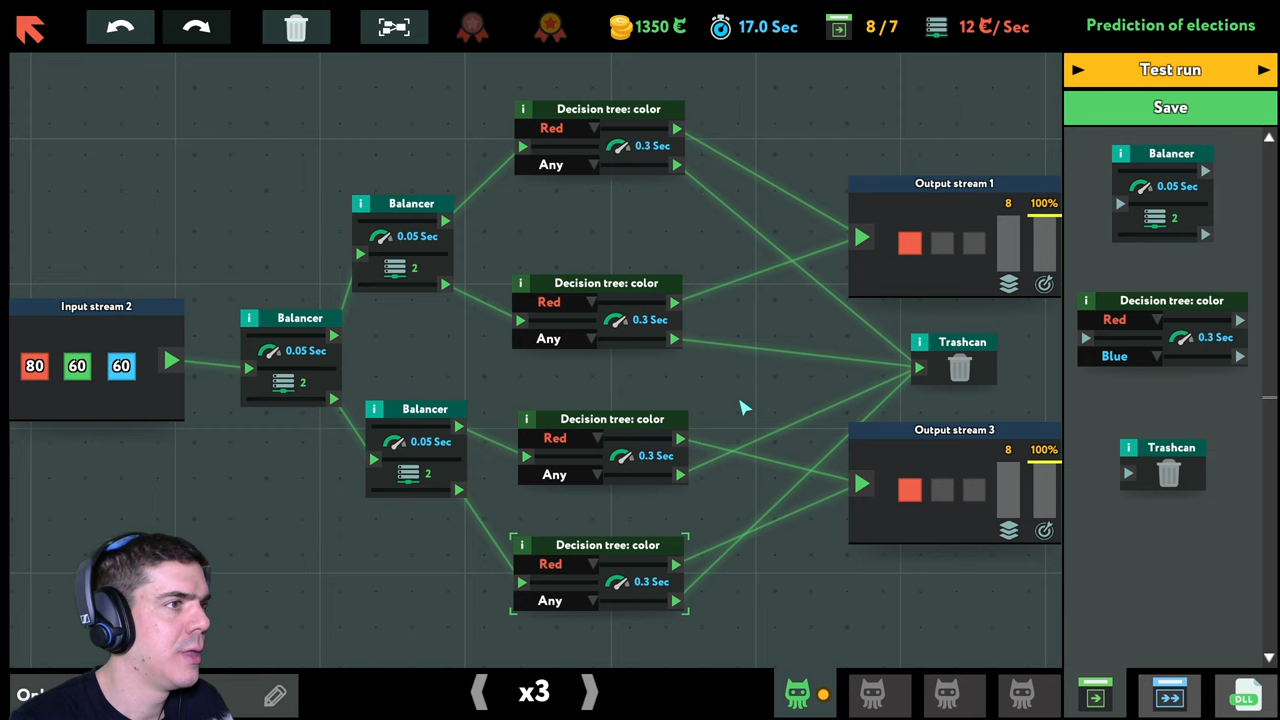 1350 €
17.0 Sec
8 / 7
12 €/Sec
Prediction of elections
Test run
Save
i Balancer
0.05 Sec
2
i Decision tree: color
Red
0.3 Sec
Blue
i Trashcan
i Decision tree: color
Red
0.3 Sec
Any
i Balancer
0.05 Sec
2
Output stream 1
8 100%
i Decision tree: color
Red
0.3 Sec
Any
Input stream 2
80 60 60
i Balancer
0.05 Sec
2
i Trashcan
i Balancer
0.05 Sec
2
i Decision tree: color
Red
0.3 Sec
Any
Output stream 3
8 100%
i Decision tree: color
Red
0.3 Sec
Any
x3
DLL